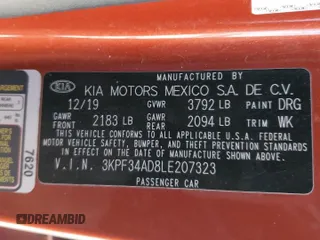 MANUFACTURED BY
KIA KIA MOTORS MEXICO S.A. DE C.V.
12/19 GVWR 3792 LB PAINT DRG
GAWR GAWR
F 2183 LB R 2094 LB TRIM WK
THIS VEHICLE CONFORMS TO ALL APPLICABLE U.S. FEDERAL
MOTOR VEHICLE SAFETY, BUMPER, AND THEFT PREVENTION
STANDARDS IN EFFECT ON THE DATE OF MANUFACTURE
SHOWN ABOVE.
V.I.N. 3KPF34AD8LE207323
PASSENGER CAR
7620
DREAMBID